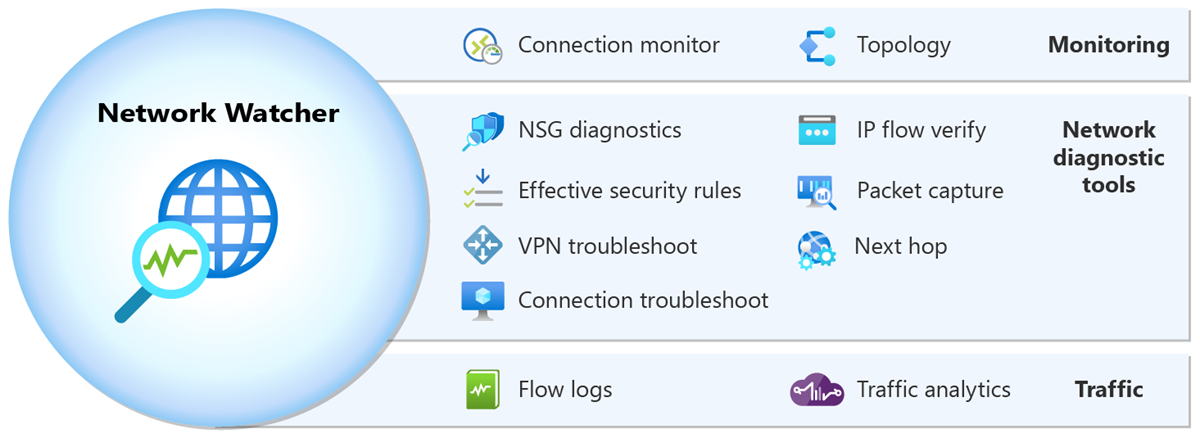 Network Watcher
Connection monitor
Topology
Monitoring
NSG diagnostics
IP flow verify
Network
diagnostic
tools
Effective security rules
Packet capture
VPN troubleshoot
Next hop
Connection troubleshoot
Flow logs
Traffic analytics
Traffic